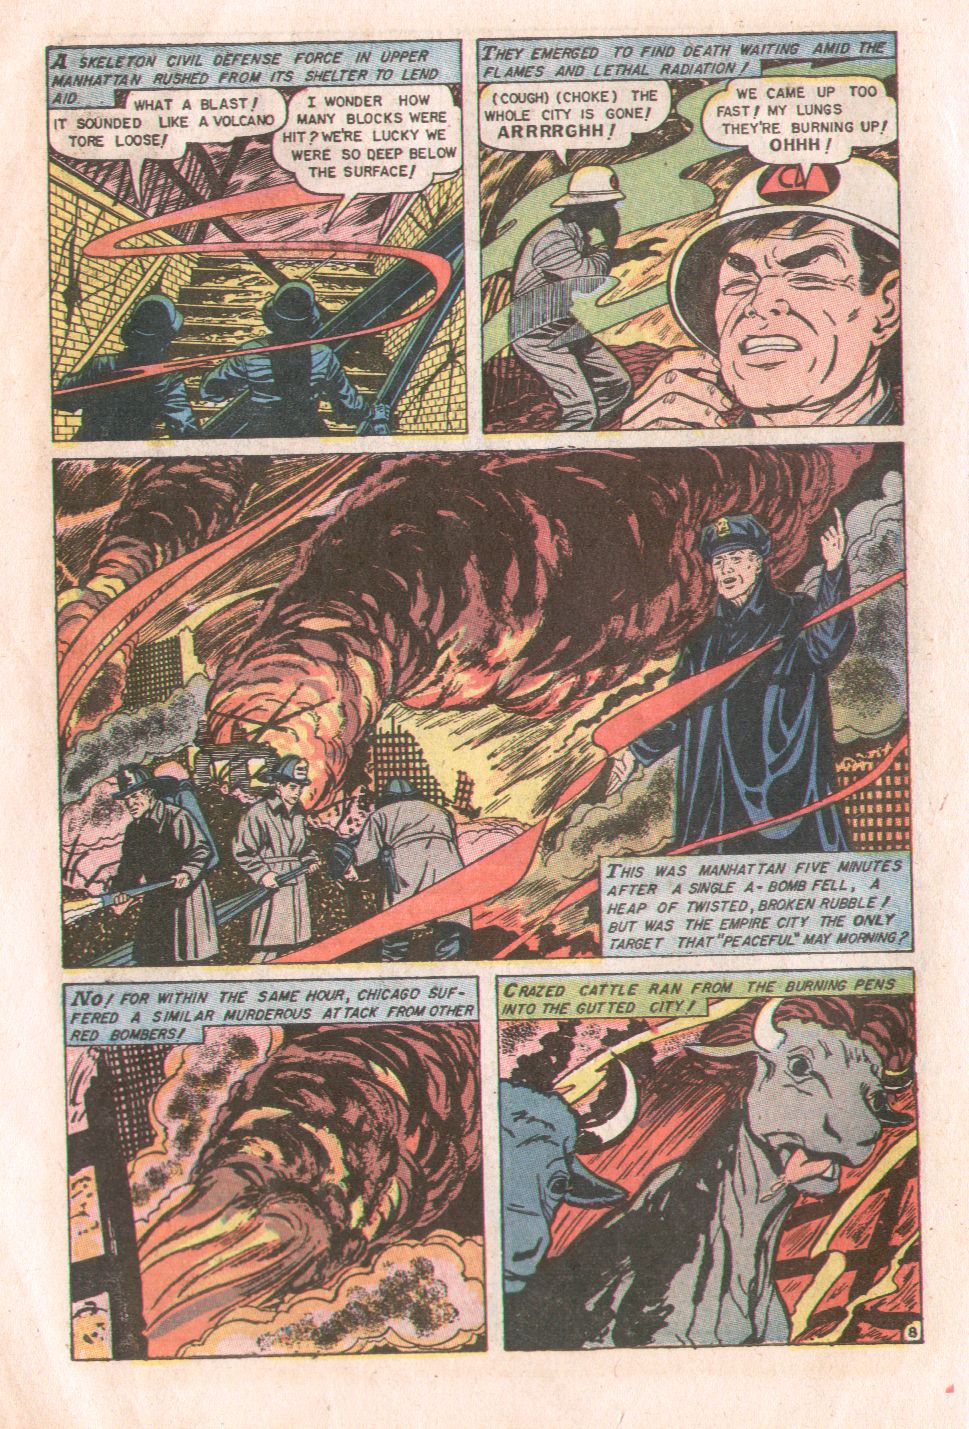 A SKELETON CIVIL DEFENSE FORCE IN UPPER
MANHATTAN RUSHED FROM ITS SHELTER TO LEND
AID.
WHAT A BLAST!
IT SOUNDED LIKE A VOLCANO
TORE LOOSE!
I WONDER HOW
MANY BLOCKS WERE
HIT? WE'RE LUCKY WE
WERE SO DEEP BELOW
THE SURFACE!
THEY EMERGED TO FIND DEATH WAITING AMID THE
FLAMES AND LETHAL RADIATION!
(COUGH) (CHOKE) THE
WHOLE CITY IS GONE!
ARRRRGHH!
WE CAME UP TOO
FAST! MY LUNGS
THEY'RE BURNING UP!
OHHH!
CD
THIS WAS MANHATTAN FIVE MINUTES
AFTER A SINGLE A-BOMB FELL, A
HEAP OF TWISTED, BROKEN RUBBLE!
BUT WAS THE EMPIRE CITY THE ONLY
TARGET THAT "PEACEFUL" MAY MORNING?
NO! FOR WITHIN THE SAME HOUR, CHICAGO SUF-
FERED A SIMILAR MURDEROUS ATTACK FROM OTHER
RED BOMBERS!
CRAZED CATTLE RAN FROM THE BURNING PENS
INTO THE GUTTED CITY!
8